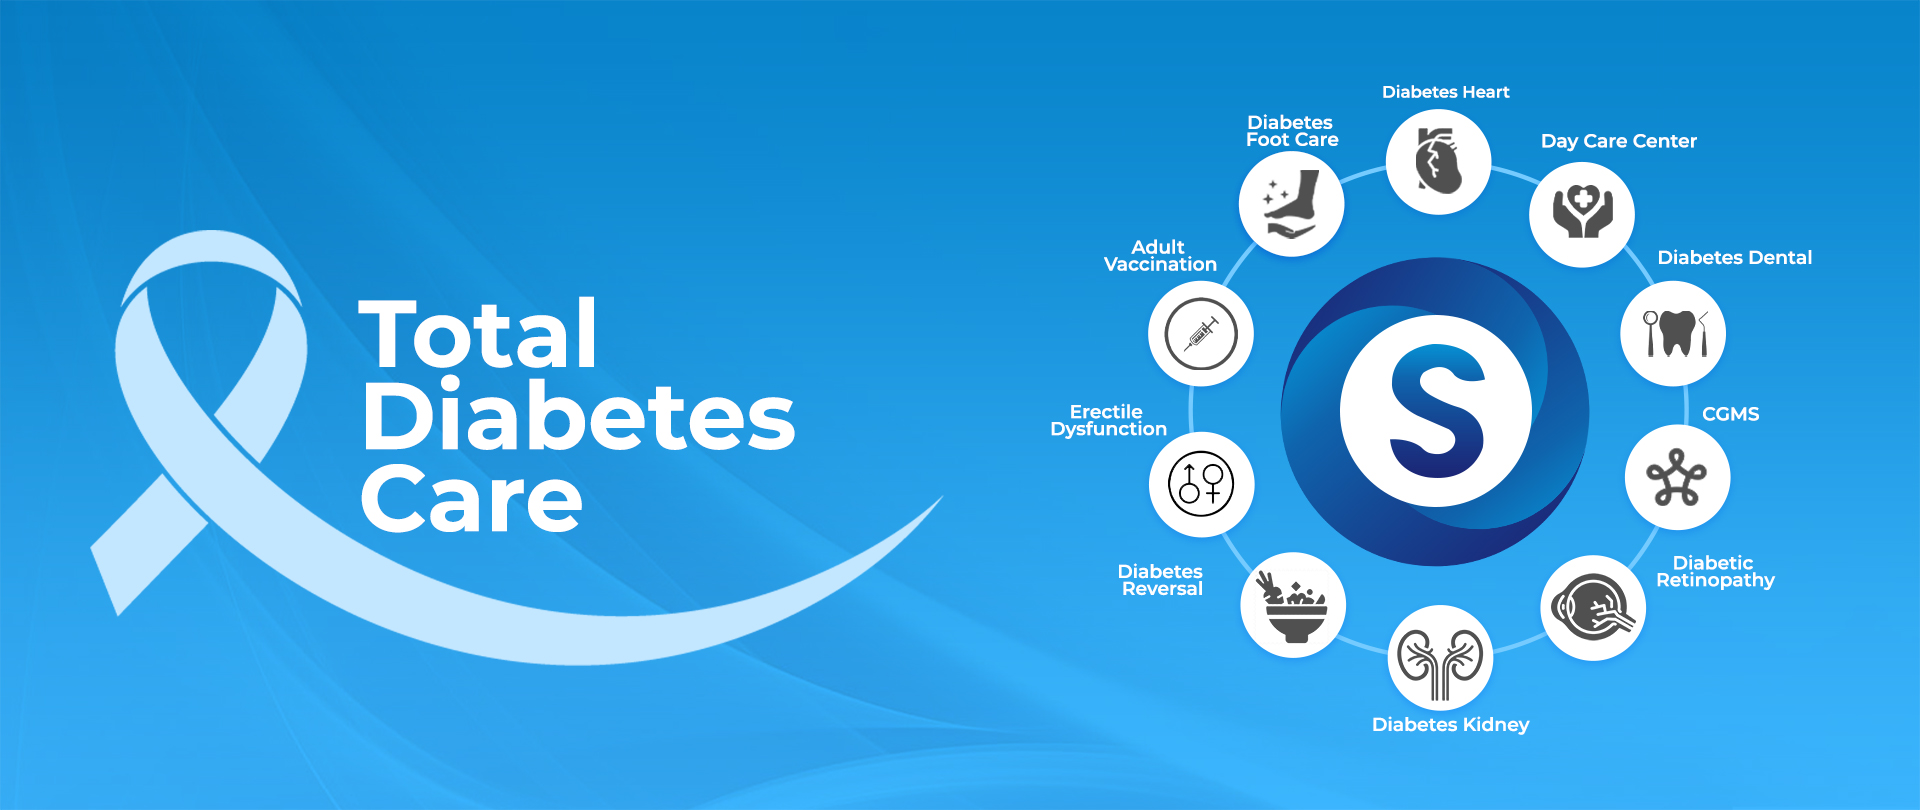 Total
Diabetes
Care
Diabetes Heart
Day Care Center
Diabetes Dental
CGMS
Diabetic
Retinopathy
Diabetes Kidney
Diabetes
Reversal
Erectile
Dysfunction
Adult
Vaccination
Diabetes
Foot Care
S